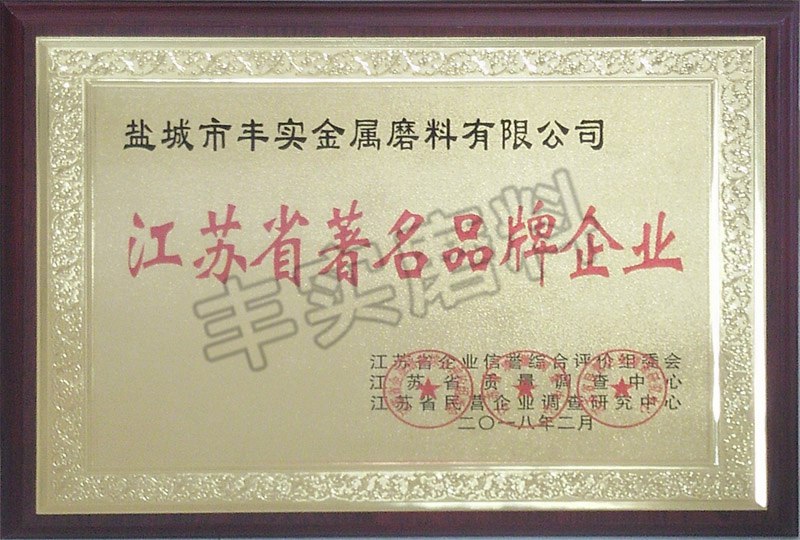 盐城市丰实金属磨料有限公司
江苏省著名品牌企业
丰实磨料
江苏省企业信誉综合评价组委会
江苏省质量调查中心
江苏省民营企业调查研究中心
二〇一八年二月